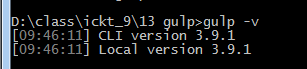 D:\class\ickt_9\13 gulp>gulp -v
[09:46:11] CLI version 3.9.1
[09:46:11] Local version 3.9.1